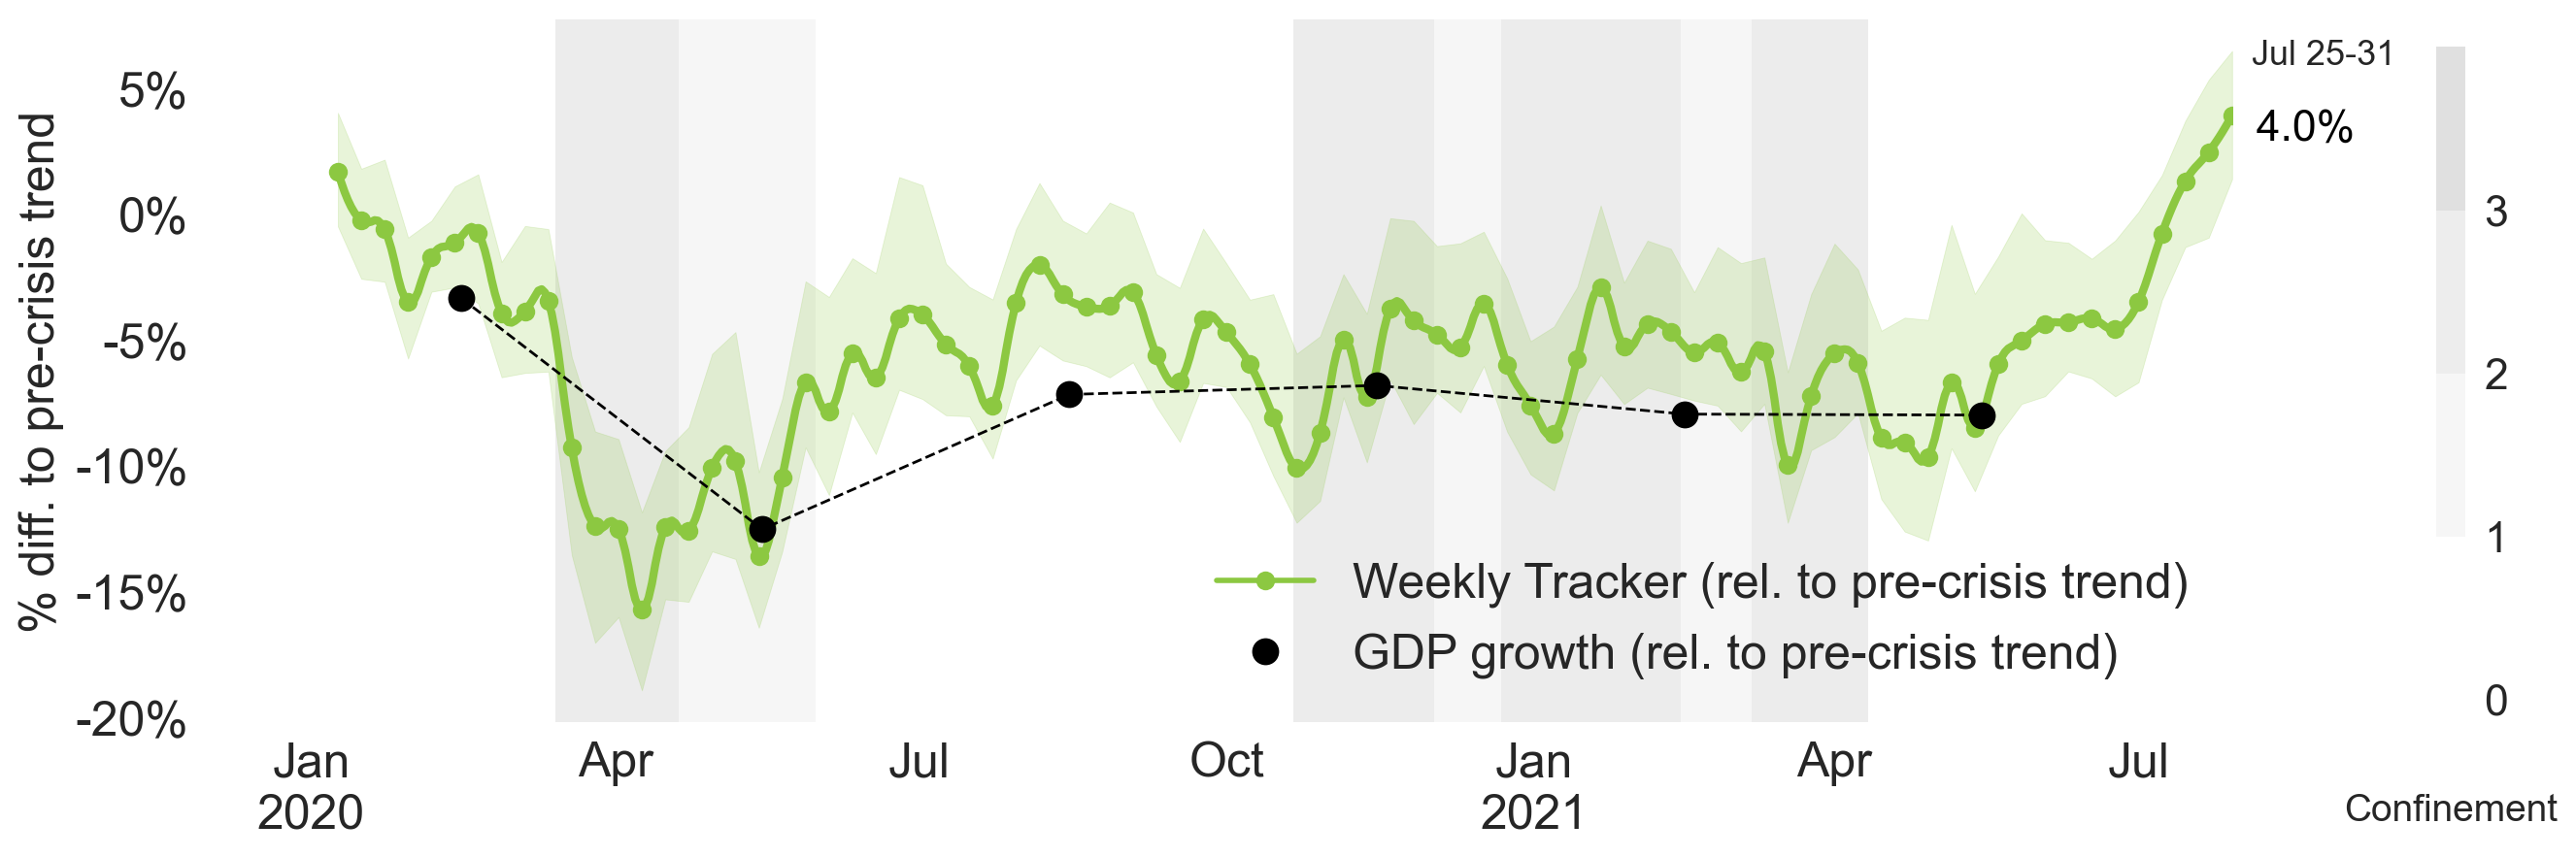 % diff. to pre-crisis trend
5%
0%
-5%
-10%
-15%
-20%
Jul 25-31
4.0%
Weekly Tracker (rel. to pre-crisis trend)
GDP growth (rel. to pre-crisis trend)
Jan
2020
Apr
Jul
Oct
Jan
2021
Apr
Jul
3
2
1
0
Confinement